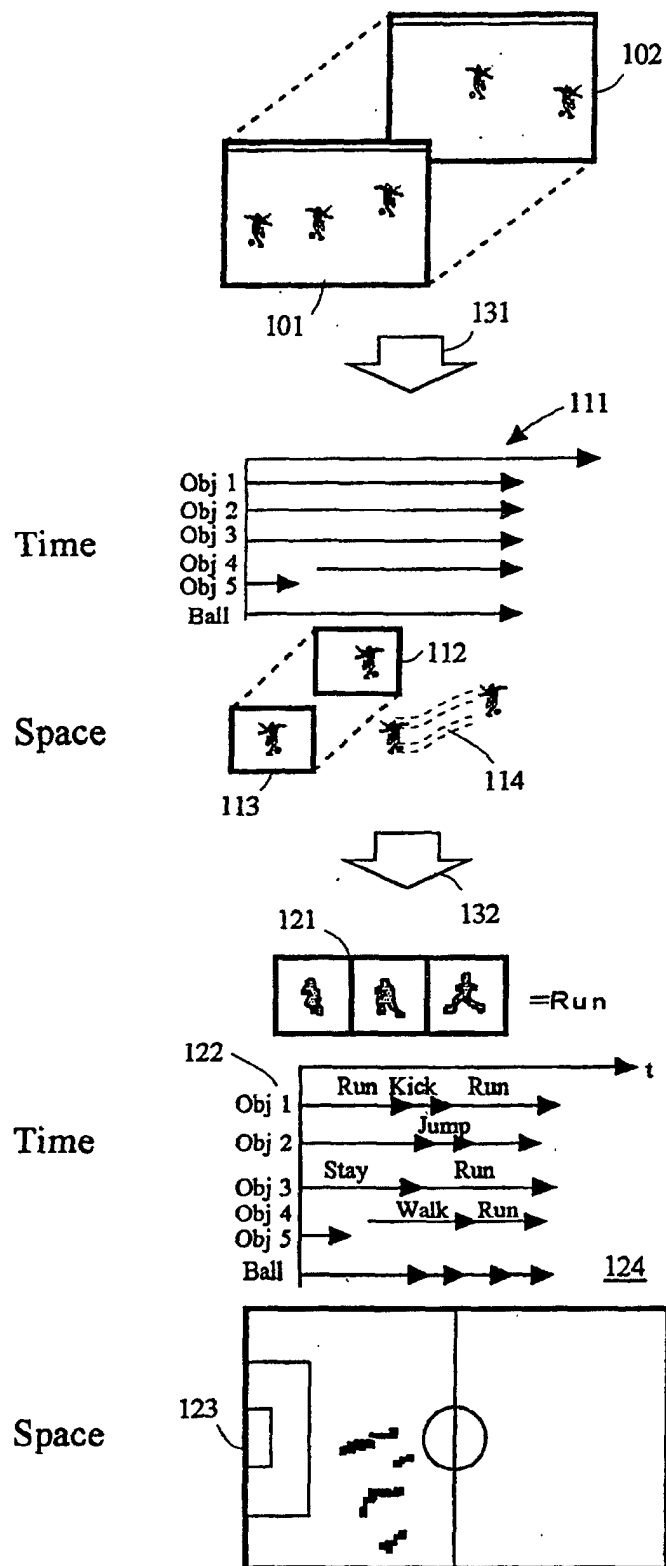 102
101
131
111
Obj 1
Obj 2
Time
Obj 3
Obj 4
Obj 5
Ball
112
Space
113
114
132
121
=Run
122
t
Run Kick Run
Obj 1
Jump
Time
Obj 2
Stay Run
Obj 3
Walk Run
Obj 4
Obj 5
Ball
124
123
Space